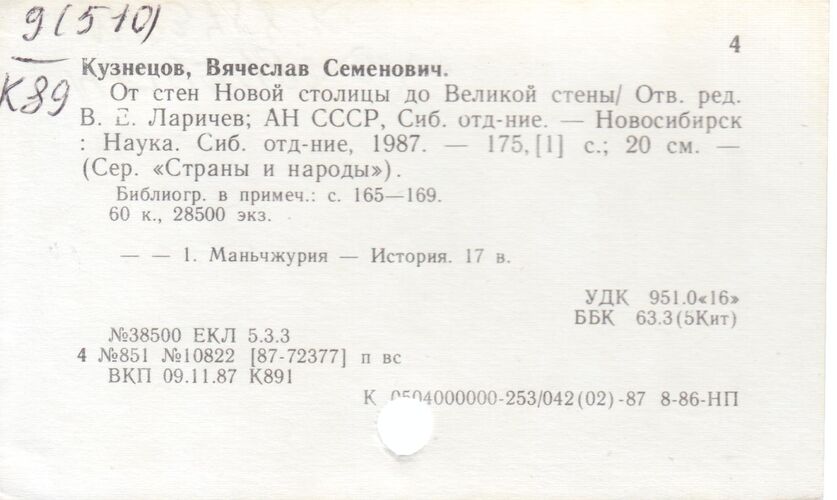 9(510)
К89
4
Кузнецов, Вячеслав Семенович.
От стен Новой столицы до Великой стены/ Отв. ред.
В. Е. Ларичев; АН СССР, Сиб. отд-ние. — Новосибирск
: Наука. Сиб. отд-ние, 1987. — 175,[1] с.; 20 см. —
(Сер. «Страны и народы»).
Библиогр. в примеч.: с. 165—169.
60 к., 28500 экз.
— — 1. Маньчжурия — История. 17 в.
УДК 951.0«16»
ББК 63.3(5Кит)
№38500 ЕКЛ 5.3.3
4 №851 №10822 [87-72377] п вс
ВКП 09.11.87 К891
К 0504000000-253/042(02)-87 8-86-НП